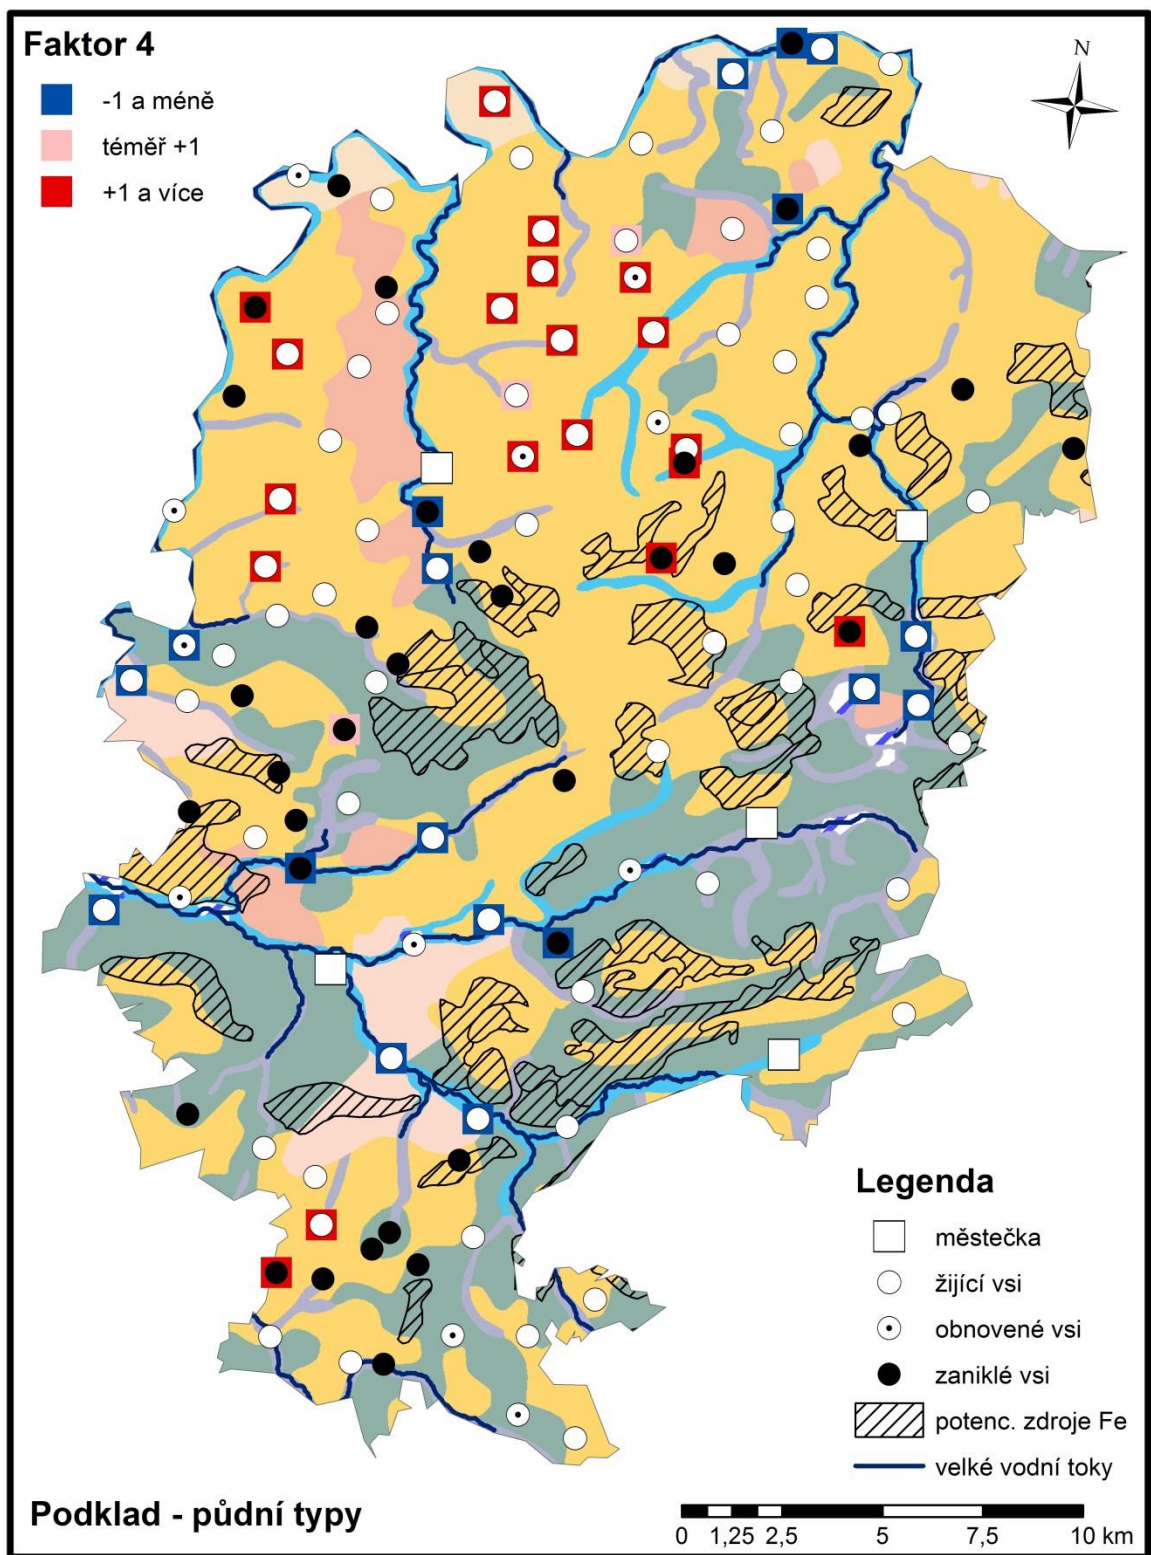 Faktor 4
-1 a méně
téměř +1
+1 a více
N
Legenda
městečka
žijící vsi
obnovené vsi
zaniklé vsi
potenc. zdroje Fe
velké vodní toky
Podklad - půdní typy
0 1,25 2,5 5 7,5 10 km